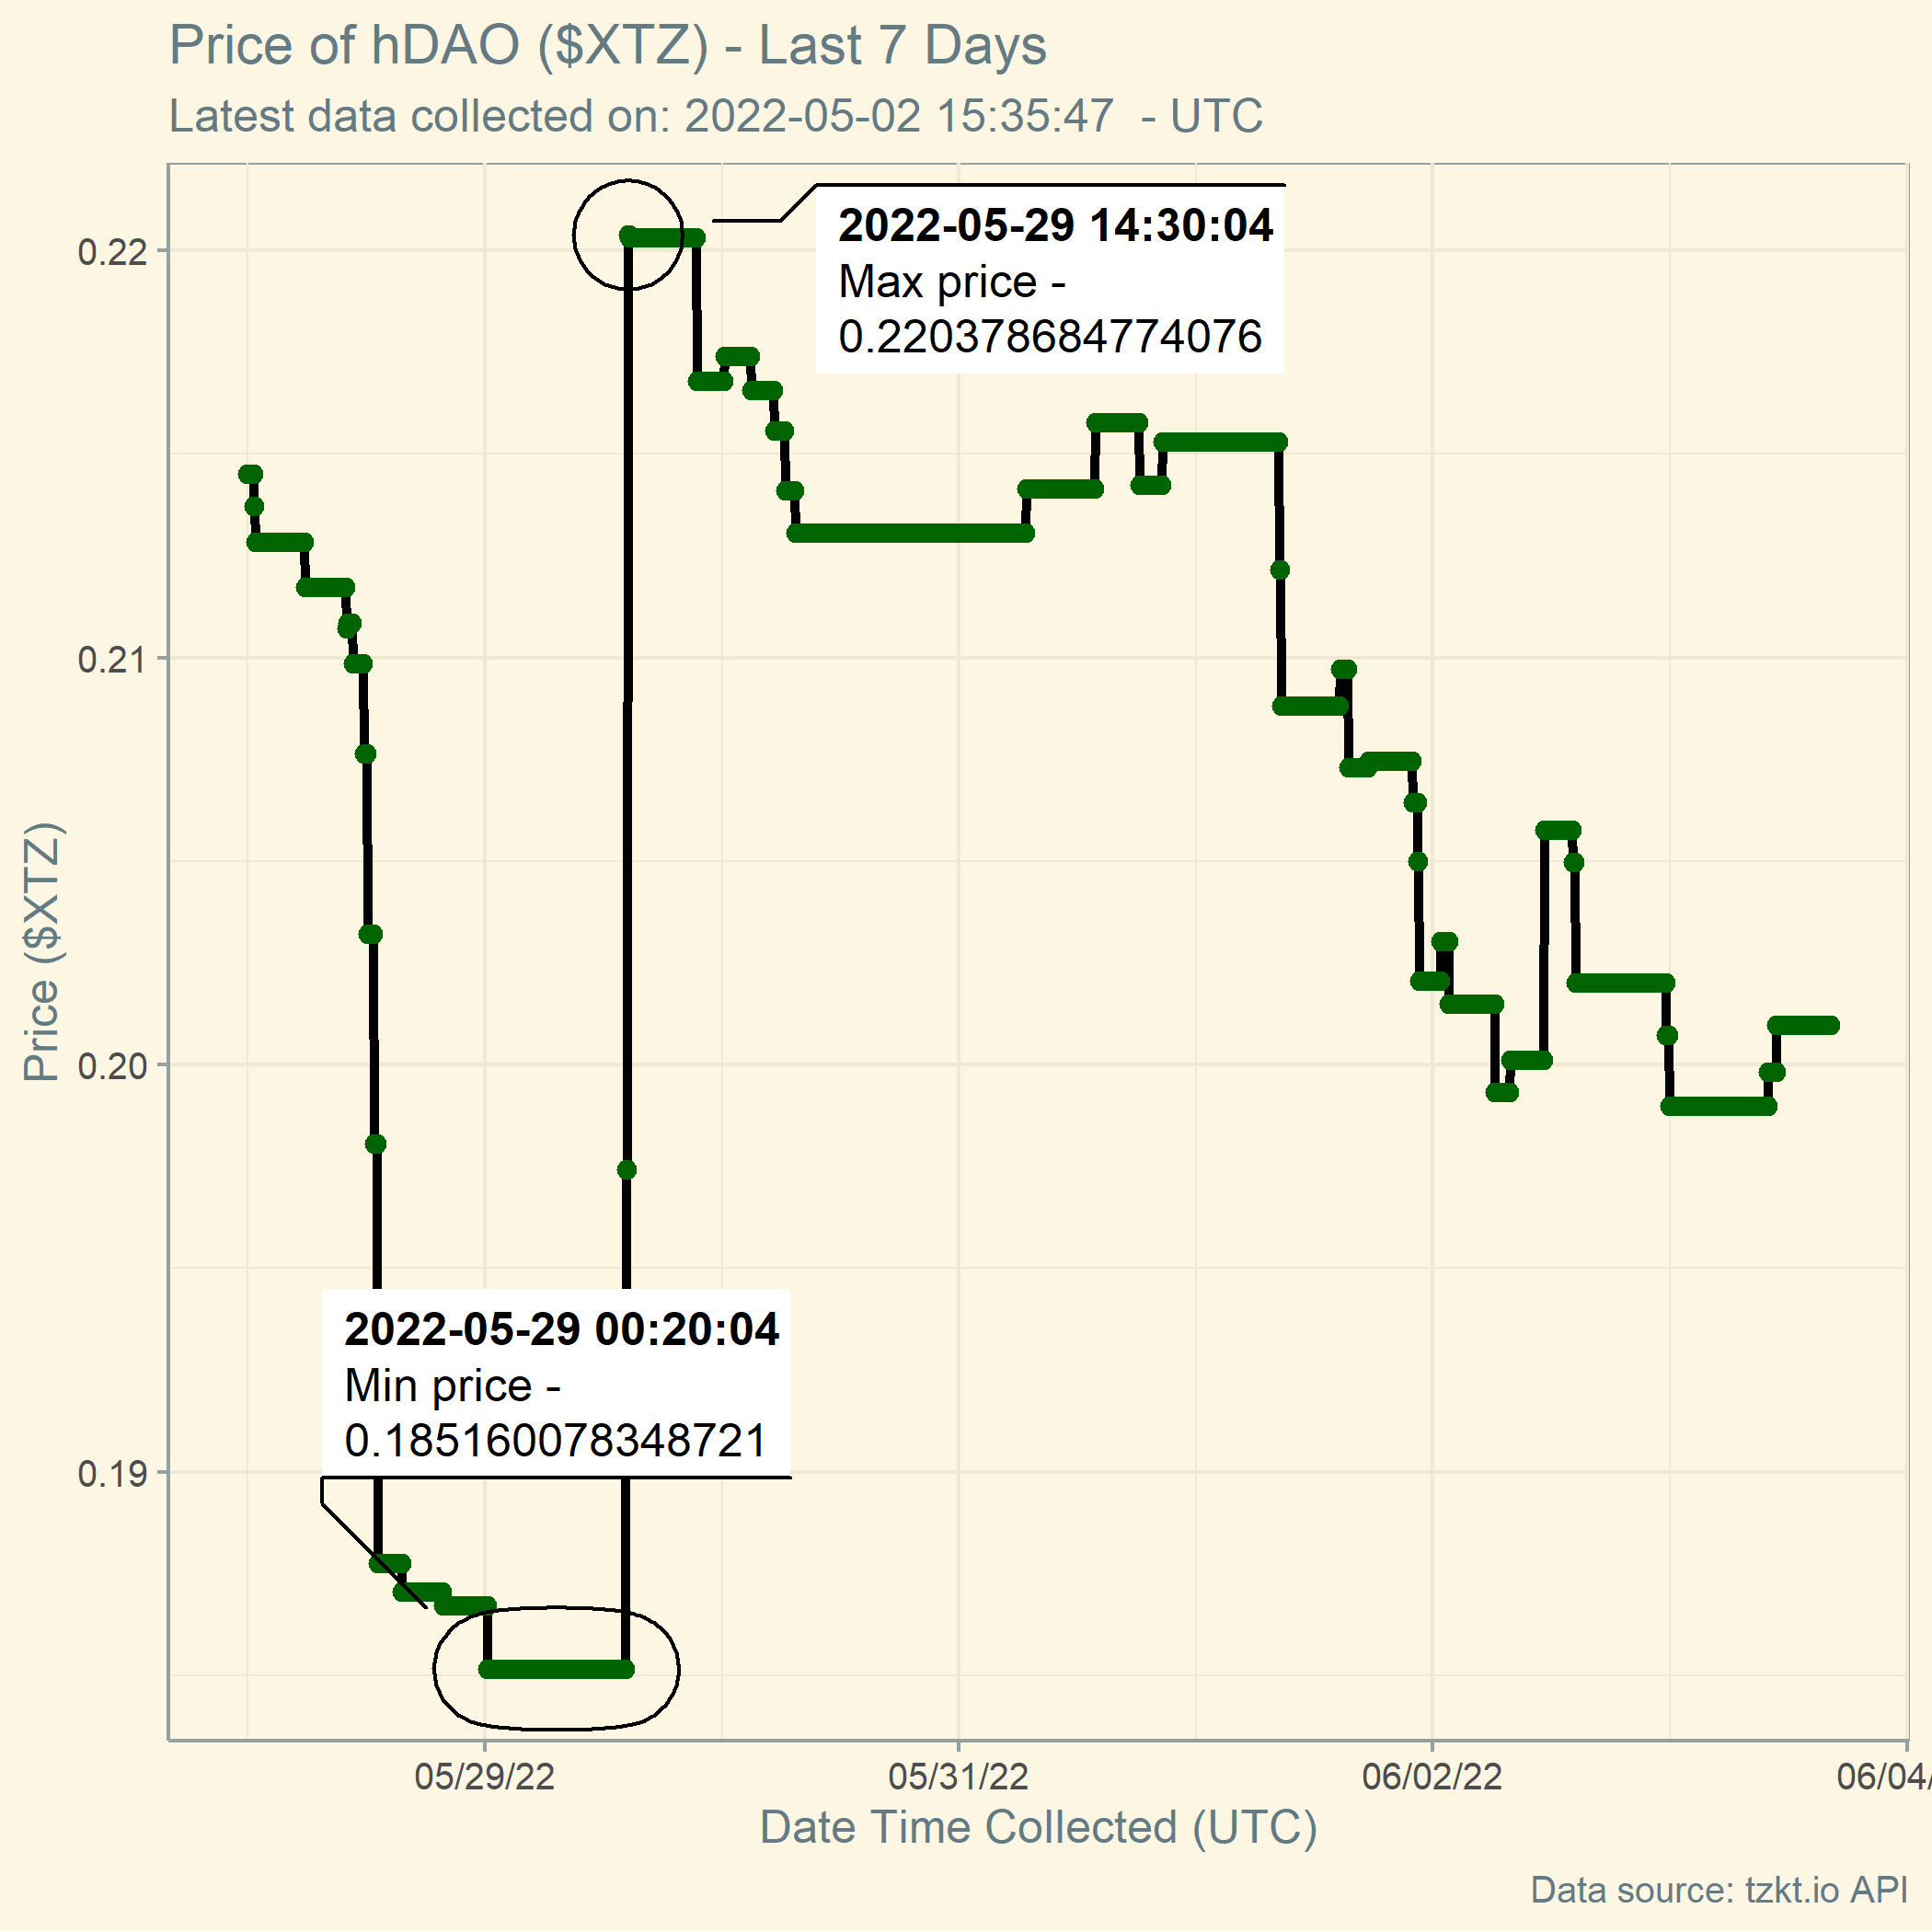 Price of hDAO ($XTZ) - Last 7 Days
Latest data collected on: 2022-05-02 15:35:47  - UTC
2022-05-29 14:30:04
Max price -
0.220378684774076
0.22
0.21
0.20
0.19
Price ($XTZ)
2022-05-29 00:20:04
Min price -
0.185160078348721
05/29/22
05/31/22
06/02/22
06/04/
Date Time Collected (UTC)
Data source: tzkt.io API